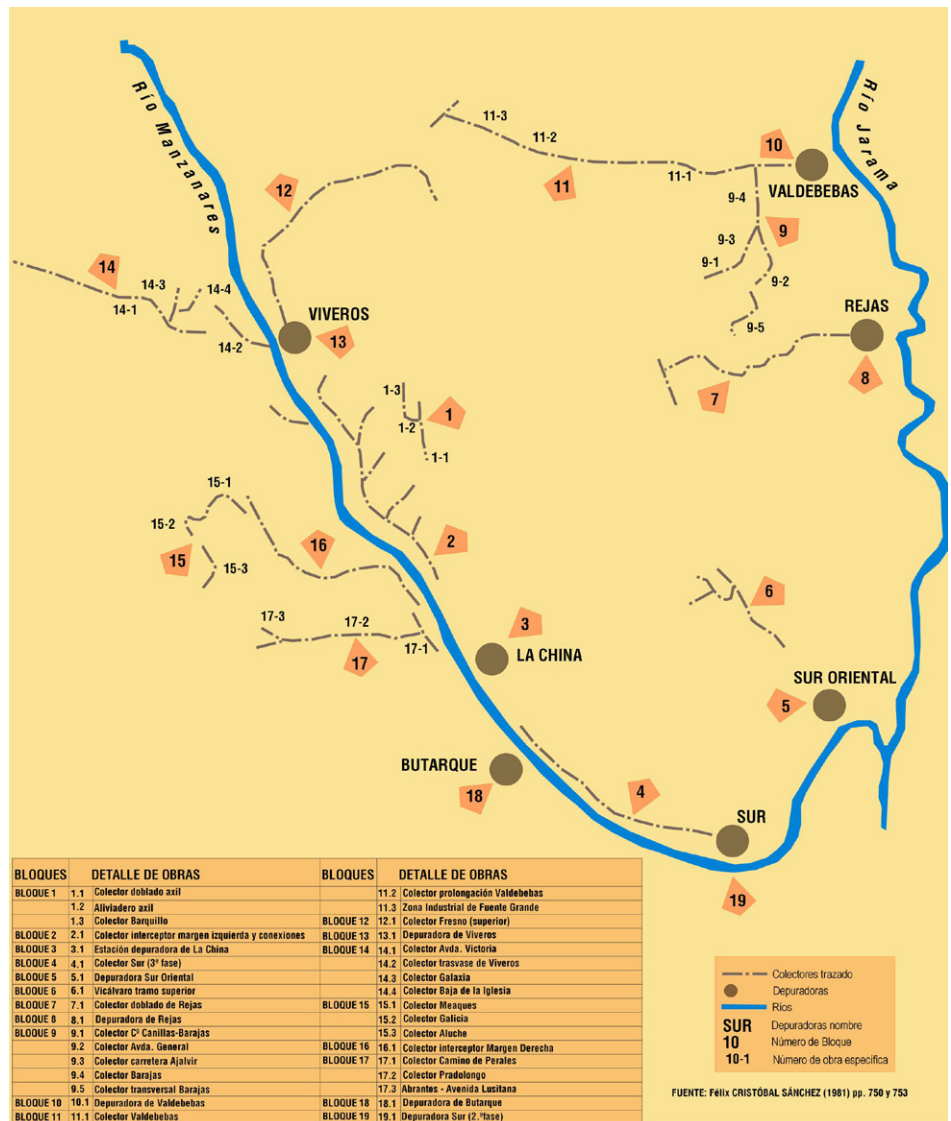 Río Manzanares
Río Jarama
11-3
11-2
11
11-1
10
VALDEBEBAS
12
9-4
9-3
9
9-1
9-2
9-5
14
14-3
14-4
14-1
14-2
VIVEROS
13
REJAS
8
7
1-3
1-2
1
1-1
15-1
15-2
15
15-3
16
2
17-3
17-2
17
17-1
3
LA CHINA
6
SUR ORIENTAL
5
BUTARQUE
18
4
SUR
19
BLOQUES DETALLE DE OBRAS
BLOQUE 1 1.1 Colector doblado axil
1.2 Aliviadero axil
1.3 Colector Barquillo
BLOQUE 2 2.1 Colector interceptor margen izquierda y conexiones
BLOQUE 3 3.1 Estación depuradora de La China
BLOQUE 4 4.1 Colector Sur (3ª fase)
BLOQUE 5 5.1 Depuradora Sur Oriental
BLOQUE 6 6.1 Vicálvaro tramo superior
BLOQUE 7 7.1 Colector doblado de Rejas
BLOQUE 8 8.1 Depuradora de Rejas
BLOQUE 9 9.1 Colector Cº Canillas-Barajas
9.2 Colector Avda. General
9.3 Colector carretera Ajalvir
9.4 Colector Barajas
9.5 Colector transversal Barajas
BLOQUE 10 10.1 Depuradora de Valdebebas
BLOQUE 11 11.1 Colector Valdebebas
BLOQUES DETALLE DE OBRAS
11.2 Colector prolongación Valdebebas
11.3 Zona Industrial de Fuente Grande
BLOQUE 12 12.1 Colector Fresno (superior)
BLOQUE 13 13.1 Depuradora de Viveros
BLOQUE 14 14.1 Colector Avda. Victoria
14.2 Colector trasvase de Viveros
14.3 Colector Galaxia
14.4 Colector Baja de la Iglesia
BLOQUE 15 15.1 Colector Meaques
15.2 Colector Galicia
15.3 Colector Aluche
BLOQUE 16 16.1 Colector interceptor Margen Derecha
BLOQUE 17 17.1 Colector Camino de Perales
17.2 Colector Pradolongo
17.3 Abrantes - Avenida Lusitana
BLOQUE 18 18.1 Depuradora de Butarque
BLOQUE 19 19.1 Depuradora Sur (2.ªfase)
Colectores trazado
Depuradoras
Ríos
SUR Depuradoras nombre
10 Número de Bloque
10-1 Número de obra específica
FUENTE: Félix CRISTÓBAL SÁNCHEZ (1981) pp. 750 y 753